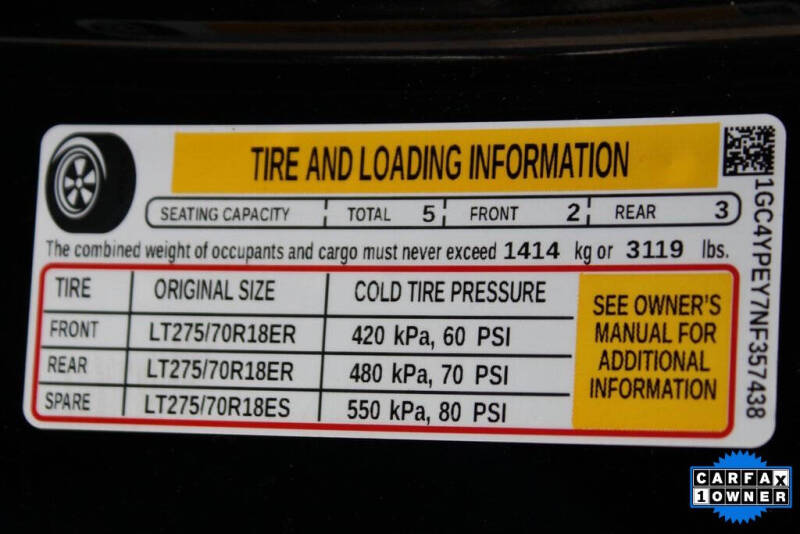 TIRE AND LOADING INFORMATION
SEATING CAPACITY TOTAL 5 FRONT 2 REAR 3
The combined weight of occupants and cargo must never exceed 1414 kg or 3119 lbs.
TIRE ORIGINAL SIZE COLD TIRE PRESSURE
FRONT LT275/70R18ER 420 kPa, 60 PSI
REAR LT275/70R18ER 480 kPa, 70 PSI
SPARE LT275/70R18ES 550 kPa, 80 PSI
SEE OWNER'S
MANUAL FOR
ADDITIONAL
INFORMATION
1GC4YPEY7NF357438
CARFAX
1 OWNER